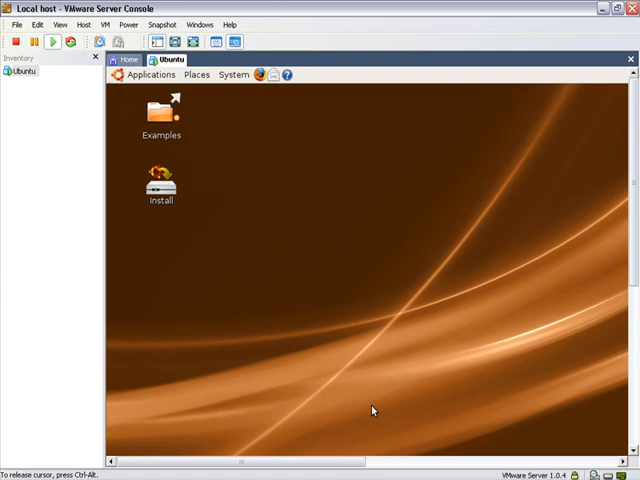 Local host - VMware Server Console
File Edit View Host VM Power Snapshot Windows Help
Inventory
Ubuntu
Home Ubuntu
Applications Places System
Examples
Install
To release cursor, press Ctrl-Alt.
VMware Server 1.0.4